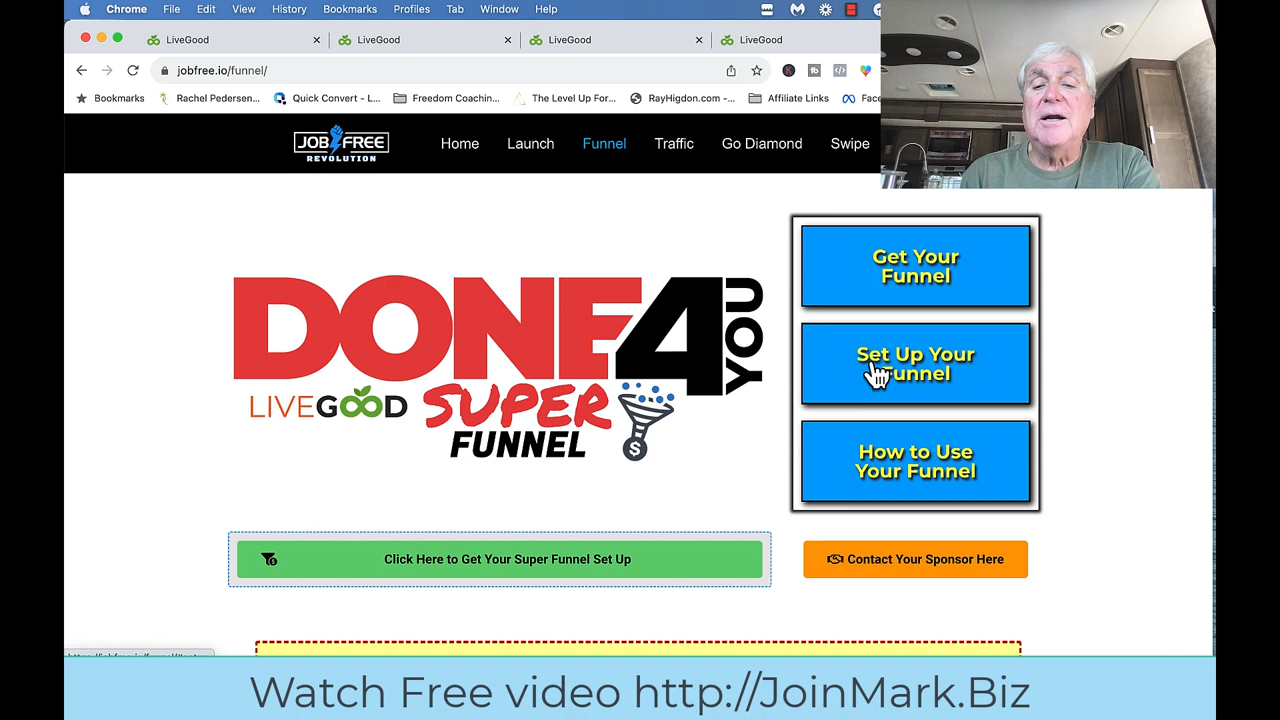 Chrome File Edit View History Bookmarks Profiles Tab Window Help
LiveGood LiveGood LiveGood LiveGood
jobfree.io/funnel/
Bookmarks Rachel Pedersen... Quick Convert - L... Freedom Coachin... The Level Up For... RayHigdon.com -... Affiliate Links Face
JOB FREE
REVOLUTION
Home Launch Funnel Traffic Go Diamond Swipe
DONE 4 YOU
LIVEGOOD SUPER
FUNNEL
Get Your
Funnel
Set Up Your
Funnel
How to Use
Your Funnel
Click Here to Get Your Super Funnel Set Up
Contact Your Sponsor Here
Watch Free video http://JoinMark.Biz